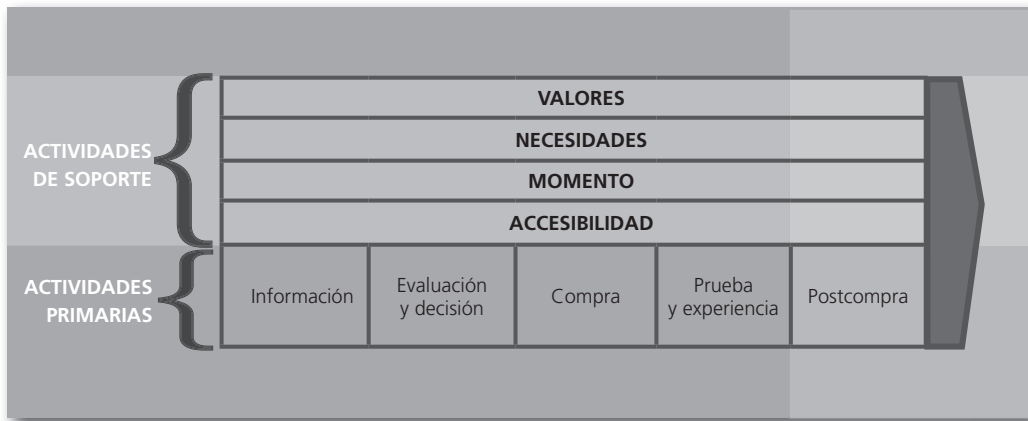 VALORES
NECESIDADES
MOMENTO
ACCESIBILIDAD
ACTIVIDADES
DE SOPORTE
ACTIVIDADES
PRIMARIAS
Información
Evaluación
y decisión
Compra
Prueba
y experiencia
Postcompra